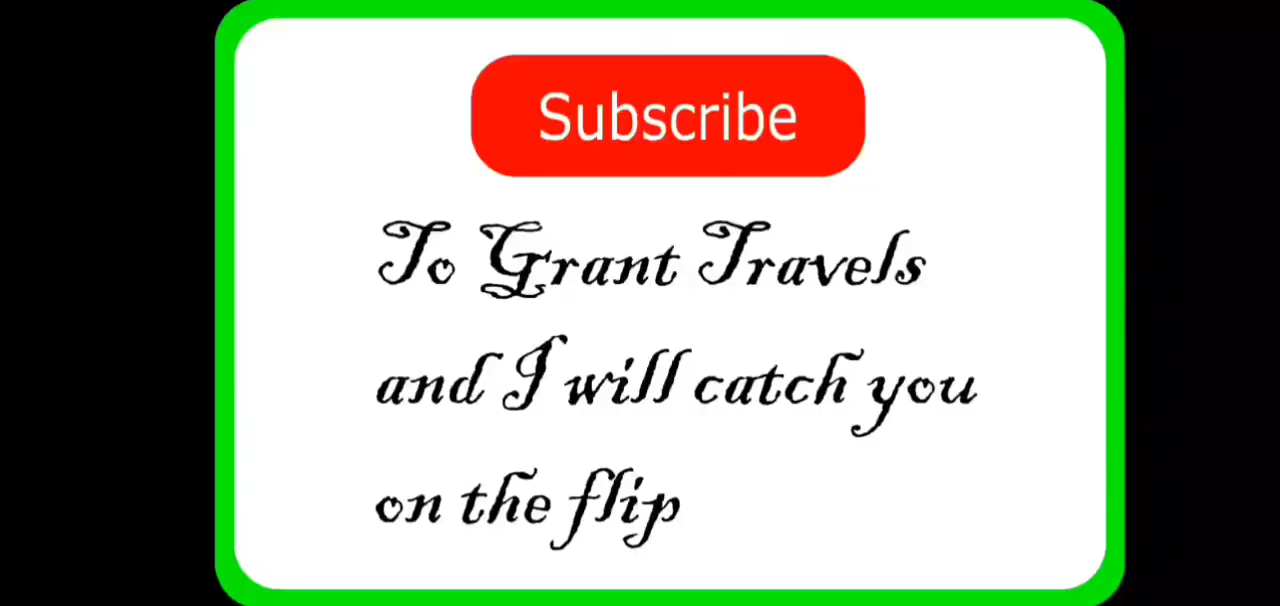 Subscribe
To Grant Travels
and I will catch you
on the flip